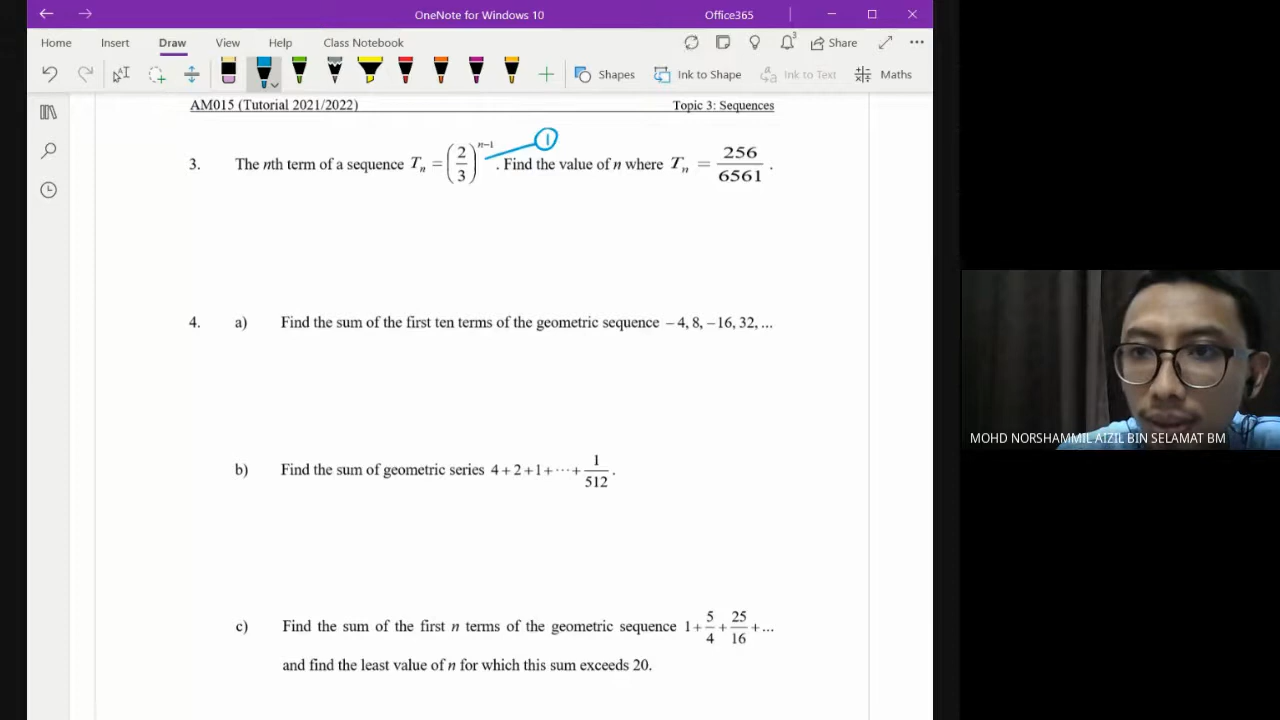 OneNote for Windows 10
Office365
Home Insert Draw View Help Class Notebook
3
Share
Shapes
Ink to Shape
Ink to Text
Maths
AM015 (Tutorial 2021/2022) Topic 3: Sequences
3. The nth term of a sequence Tₙ = (2/3)ⁿ⁻¹. Find the value of n where Tₙ = 256/6561.
1
4. a) Find the sum of the first ten terms of the geometric sequence – 4, 8, – 16, 32, ...
b) Find the sum of geometric series 4 + 2 + 1 + ··· + 1/512.
c) Find the sum of the first n terms of the geometric sequence 1 + 5/4 + 25/16 + ...
and find the least value of n for which this sum exceeds 20.
MOHD NORSHAMMIL AIZIL BIN SELAMAT BM